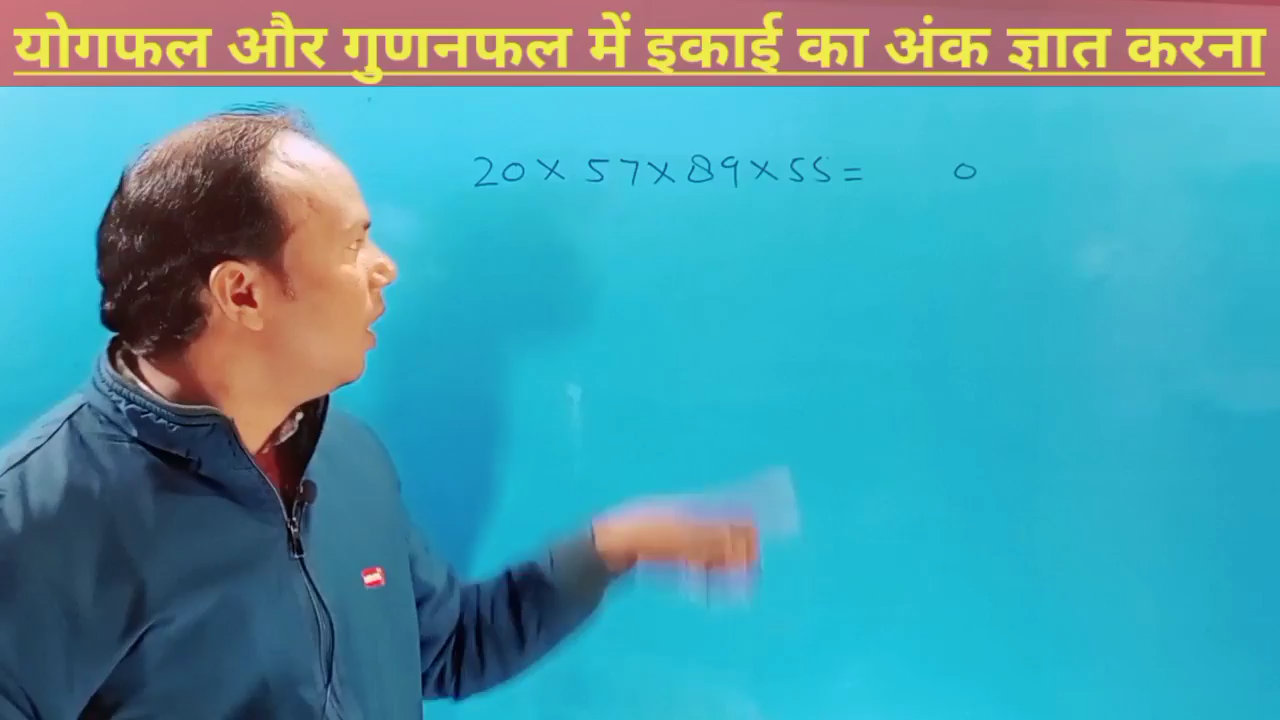 योगफल और गुणनफल में इकाई का अंक ज्ञात करना
20 × 57 × 89 × 55 = 0